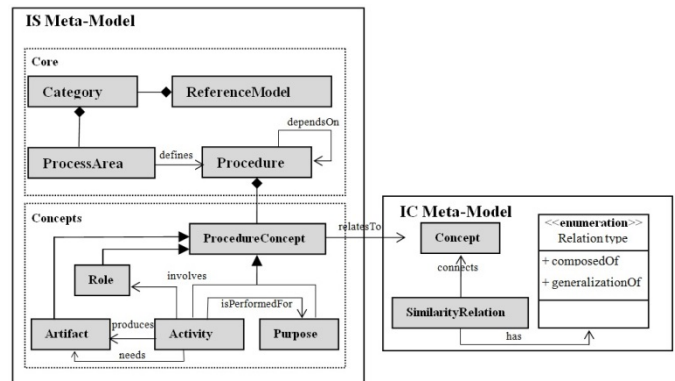 IS Meta-Model
Core
Category
ReferenceModel
dependsOn
ProcessArea
defines
Procedure
Concepts
ProcedureConcept
relatesTo
Role
involves
isPerformedFor
Artifact
produces
Activity
Purpose
needs
IC Meta-Model
Concept
connects
SimilarityRelation
has
<<enumeration>>
Relation type
+ composedOf
+ generalizationOf